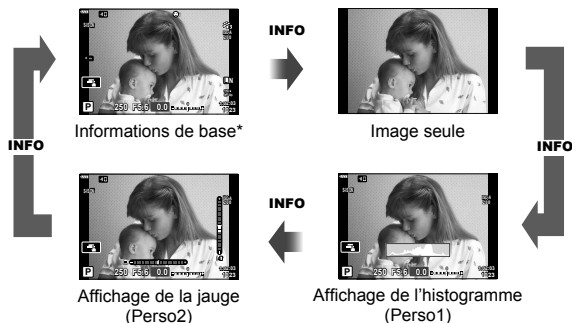 INFO
Informations de base*
Image seule
P 250 F5.6 0.0
INFO
INFO
INFO
P 250 F5.6 0.0
P 250 F5.6 0.0
Affichage de la jauge
(Perso2)
Affichage de l'histogramme
(Perso1)